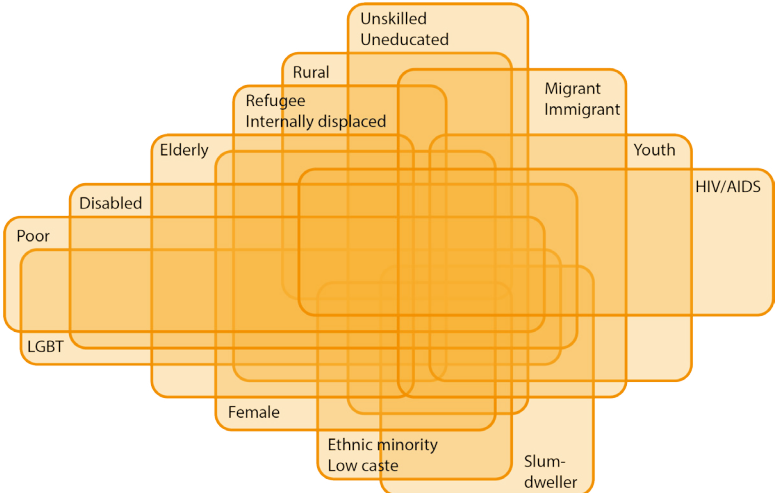 Unskilled
Uneducated
Rural
Migrant
Immigrant
Refugee
Internally displaced
Elderly
Youth
HIV/AIDS
Disabled
Poor
LGBT
Female
Ethnic minority
Low caste
Slum-
dweller